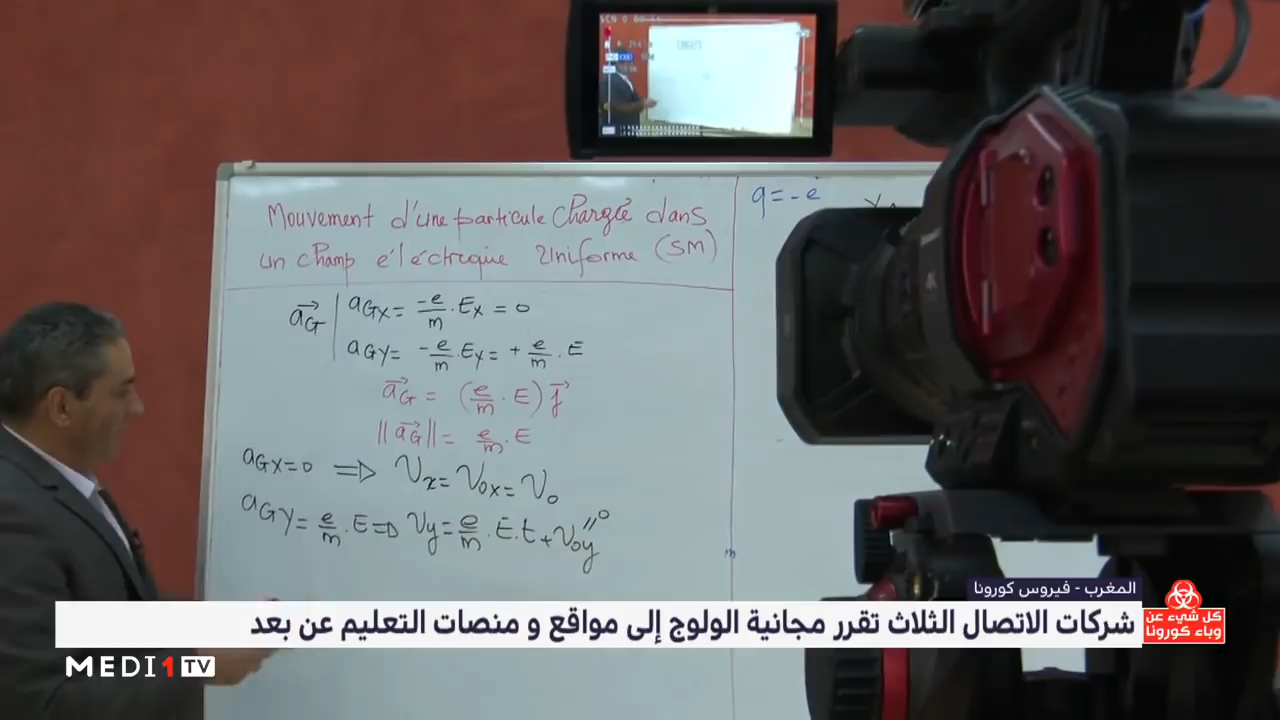 Mouvement d'une particule chargée dans
un champ électrique Uniforme (SM)
q = -e
a⃗G | aGx = -e/m . Ex = 0
aGy = -e/m . Ey = + e/m . E
a⃗G = (e/m . E) j⃗
||a⃗G|| = e/m . E
aGx = 0 ⇒ Vx = V0x = V0
aGy = e/m . E ⇒ Vy = e/m . E.t + V0y″0
المغرب - فيروس كورونا
شركات الاتصال الثلاث تقرر مجانية الولوج إلى مواقع و منصات التعليم عن بعد
كل شيء عن
وباء كورونا
MEDI1TV